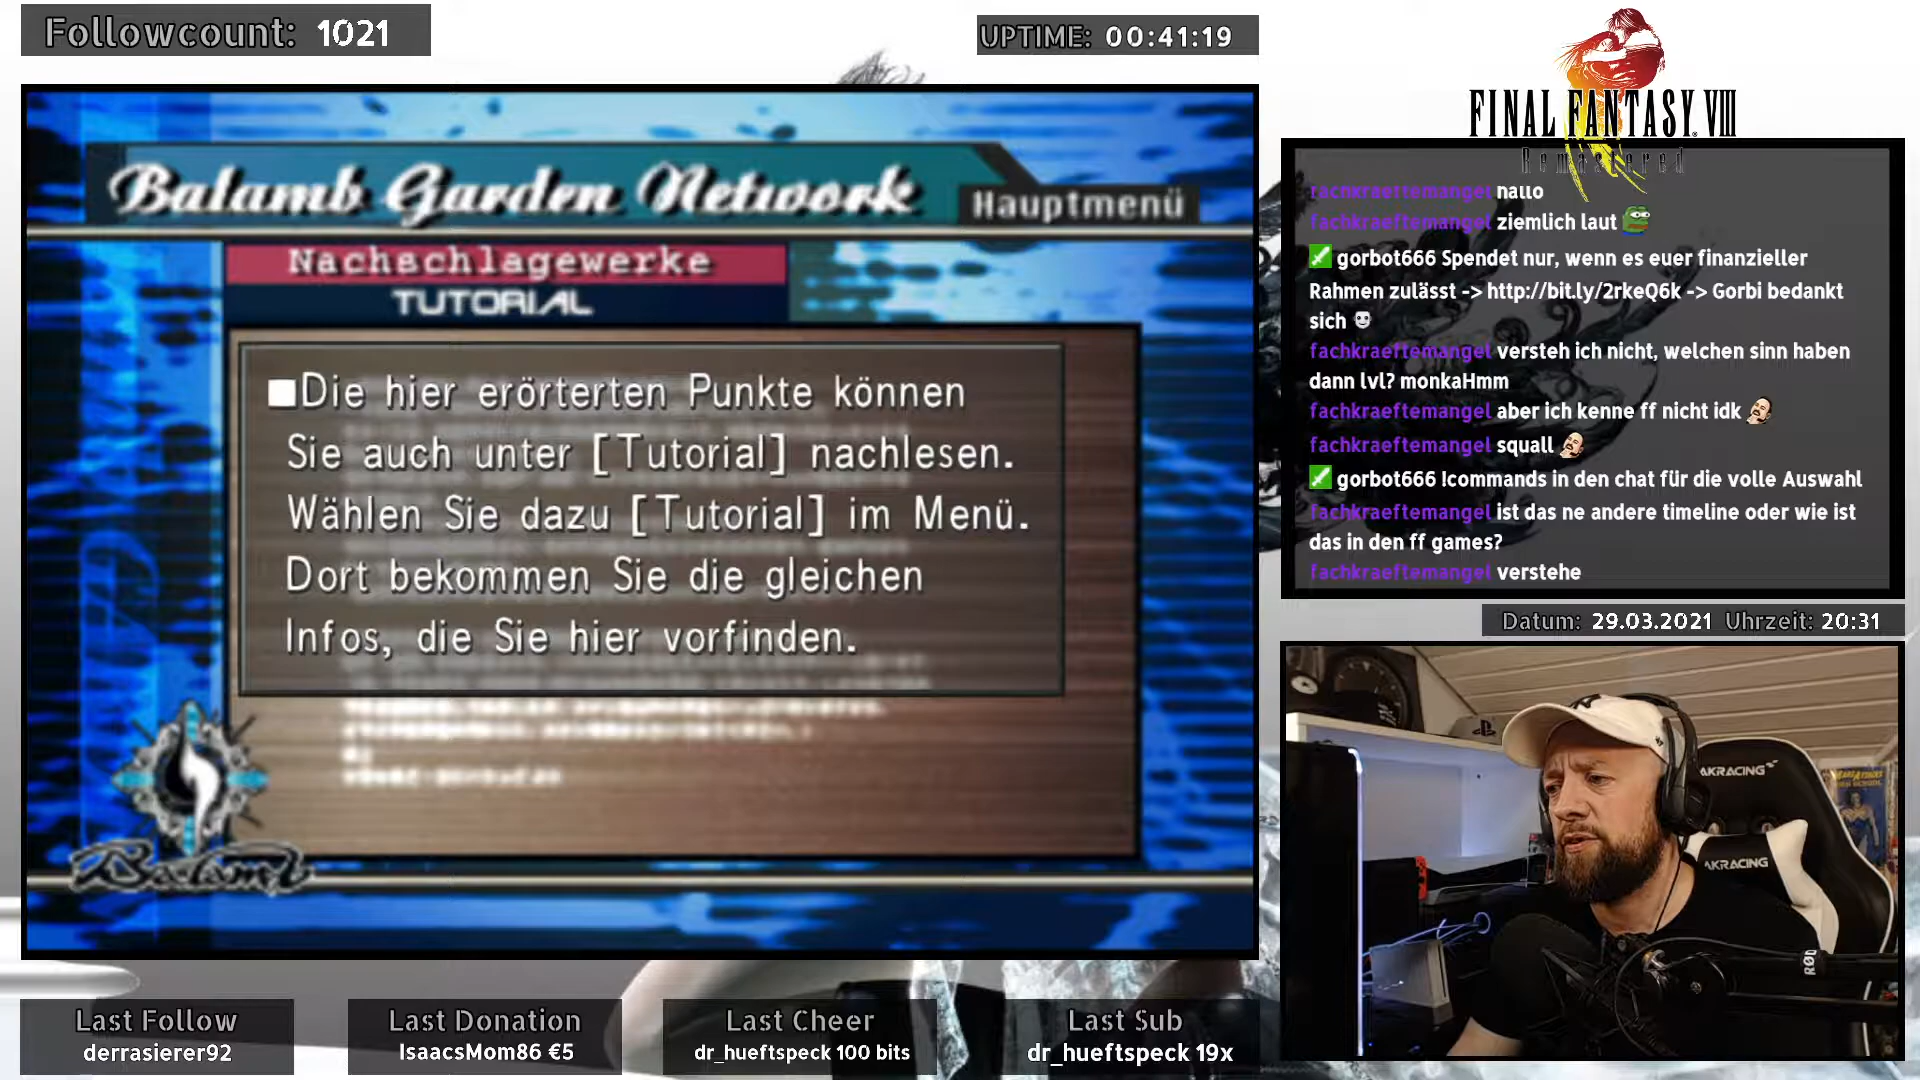 Followcount: 1021
UPTIME: 00:41:19
FINAL FANTASY VIII
Remastered
Balamb Garden Network
Hauptmenü
Nachschlagewerke
TUTORIAL
■Die hier erörterten Punkte können
Sie auch unter [Tutorial] nachlesen.
Wählen Sie dazu [Tutorial] im Menü.
Dort bekommen Sie die gleichen
Infos, die Sie hier vorfinden.
Balamb
fachkraeftemangel hallo
fachkraeftemangel ziemlich laut
gorbot666 Spendet nur, wenn es euer finanzieller
Rahmen zulässt -> http://bit.ly/2rkeQ6k -> Gorbi bedankt
sich
fachkraeftemangel versteh ich nicht, welchen sinn haben
dann lvl? monkaHmm
fachkraeftemangel aber ich kenne ff nicht idk
fachkraeftemangel squall
gorbot666 !commands in den chat für die volle Auswahl
fachkraeftemangel ist das ne andere timeline oder wie ist
das in den ff games?
fachkraeftemangel verstehe
Datum: 29.03.2021 Uhrzeit: 20:31
AKRACING
AKRACING
RØD
Last Follow
derrasierer92
Last Donation
IsaacsMom86 €5
Last Cheer
dr_hueftspeck 100 bits
Last Sub
dr_hueftspeck 19x